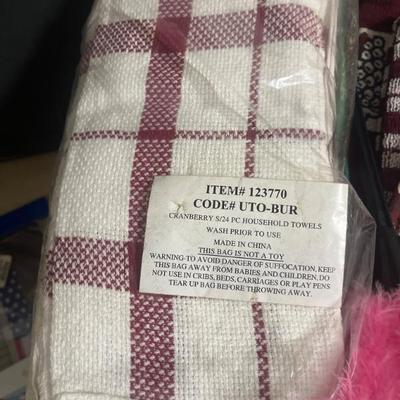 ITEM# 123770
CODE# UTO-BUR
CRANBERRY S/24 PC HOUSEHOLD TOWELS
WASH PRIOR TO USE
MADE IN CHINA
THIS BAG IS NOT A TOY
WARNING-TO AVOID DANGER OF SUFFOCATION, KEEP
THIS BAG AWAY FROM BABIES AND CHILDREN. DO
NOT USE IN CRIBS, BEDS, CARRIAGES OR PLAY PENS
TEAR UP BAG BEFORE THROWING AWAY.